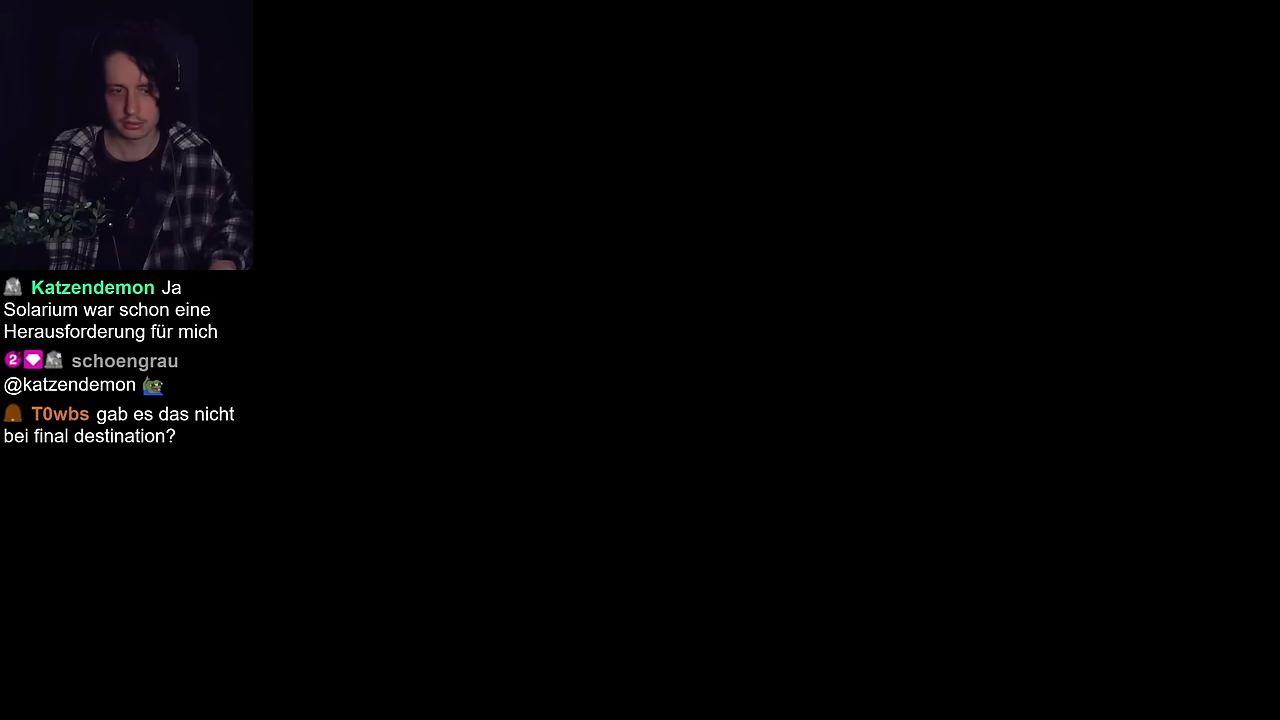 Katzendemon Ja
Solarium war schon eine
Herausforderung für mich
2 schoengrau
@katzendemon
T0wbs gab es das nicht
bei final destination?